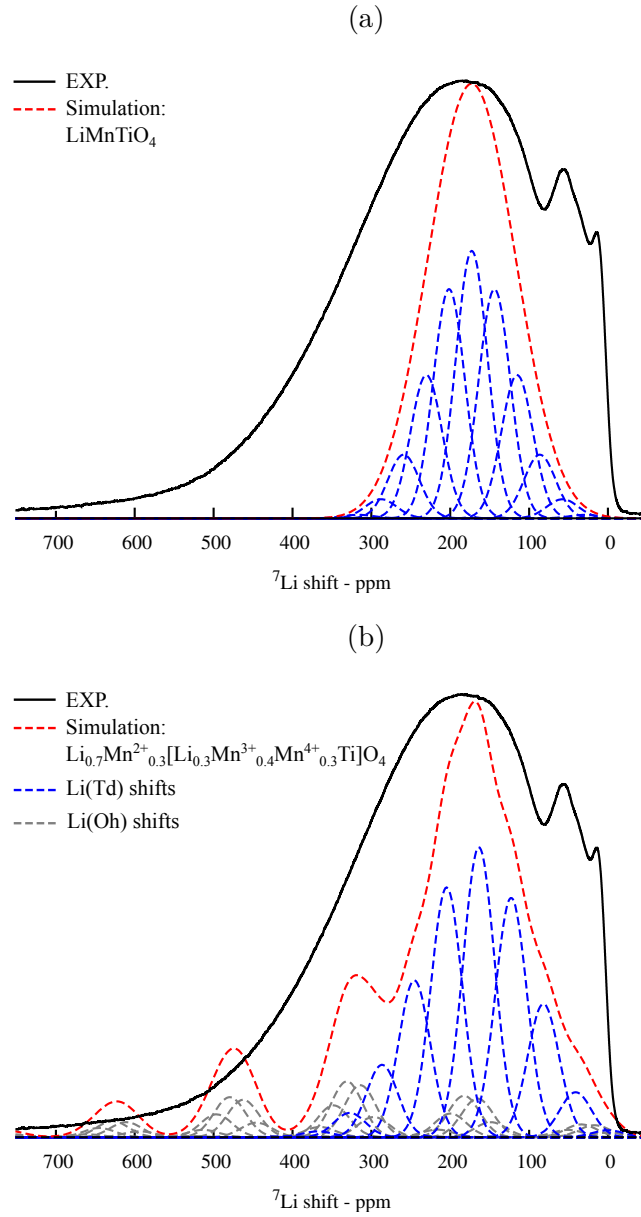 (a)
EXP.
Simulation:
LiMnTiO₄
700 600 500 400 300 200 100 0
⁷Li shift - ppm
(b)
EXP.
Simulation:
Li₀.₇Mn²⁺₀.₃[Li₀.₃Mn³⁺₀.₄Mn⁴⁺₀.₃Ti]O₄
Li(Td) shifts
Li(Oh) shifts
700 600 500 400 300 200 100 0
⁷Li shift - ppm